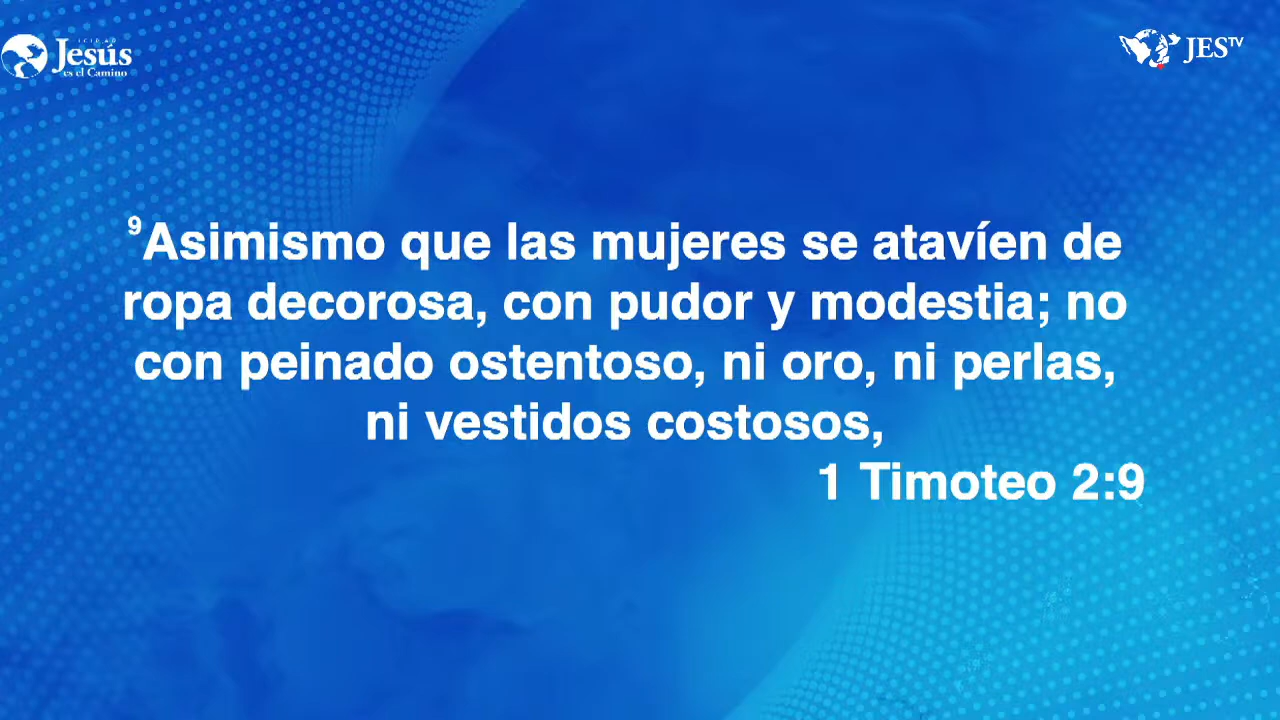 Jesús
es el Camino
JES TV
⁹Asimismo que las mujeres se atavíen de
ropa decorosa, con pudor y modestia; no
con peinado ostentoso, ni oro, ni perlas,
ni vestidos costosos,
1 Timoteo 2:9